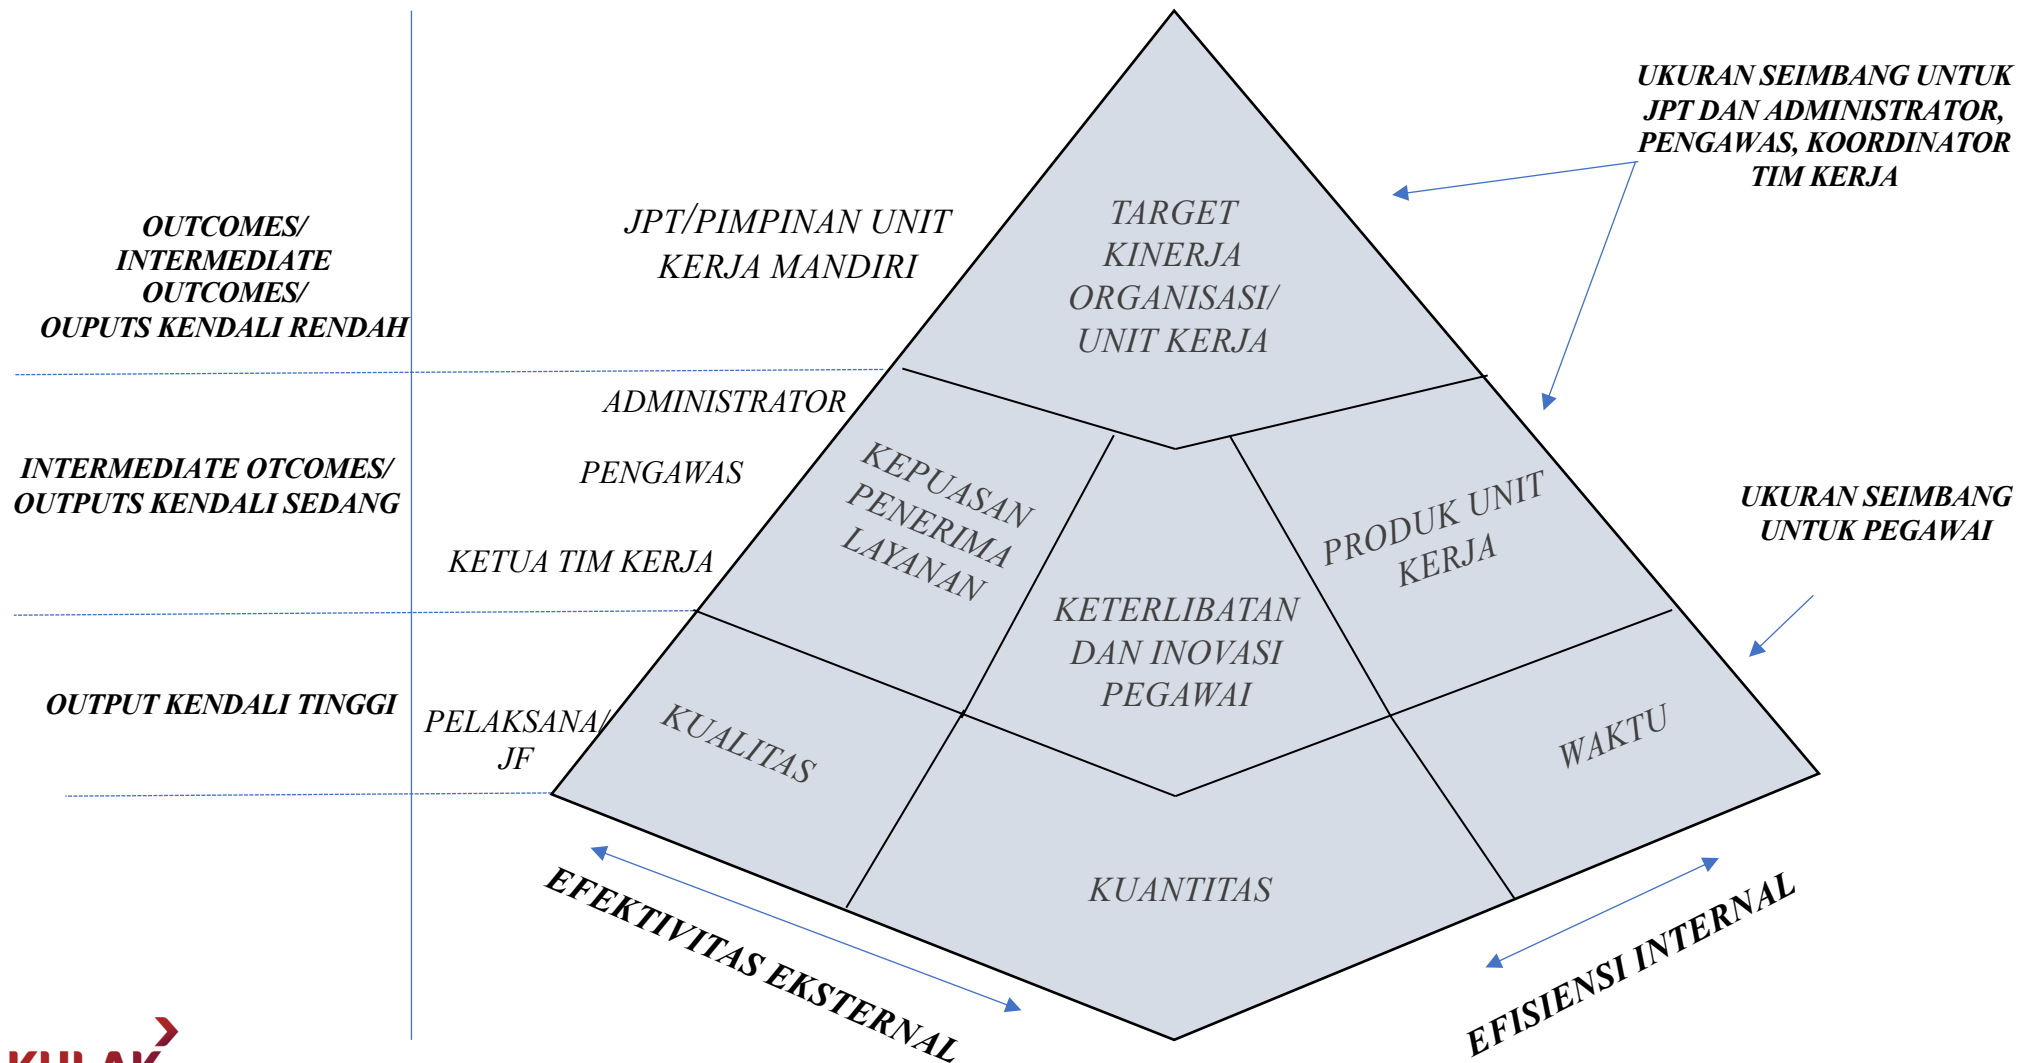 OUTCOMES/
INTERMEDIATE
OUTCOMES/
OUPUTS KENDALI RENDAH
INTERMEDIATE OTCOMES/
OUTPUTS KENDALI SEDANG
OUTPUT KENDALI TINGGI
JPT/PIMPINAN UNIT
KERJA MANDIRI
ADMINISTRATOR
PENGAWAS
KETUA TIM KERJA
PELAKSANA/
JF
TARGET
KINERJA
ORGANISASI/
UNIT KERJA
KEPUASAN
PENERIMA
LAYANAN
KETERLIBATAN
DAN INOVASI
PEGAWAI
PRODUK UNIT
KERJA
KUALITAS
KUANTITAS
WAKTU
EFEKTIVITAS EKSTERNAL
EFISIENSI INTERNAL
UKURAN SEIMBANG UNTUK
JPT DAN ADMINISTRATOR,
PENGAWAS, KOORDINATOR
TIM KERJA
UKURAN SEIMBANG
UNTUK PEGAWAI
KULAK